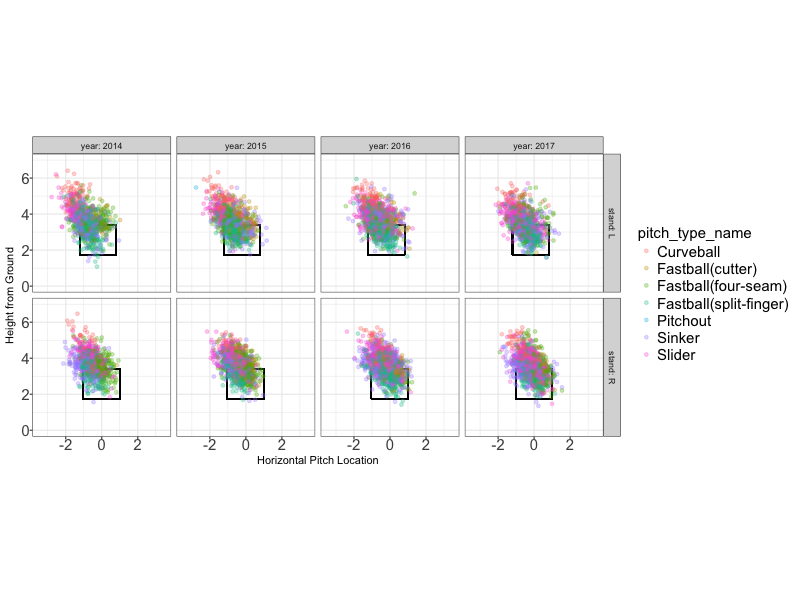 year: 2014 year: 2015 year: 2016 year: 2017
6
4
2
0
stand: L
6
4
2
0
stand: R
-2 0 2 -2 0 2 -2 0 2 -2 0 2
Horizontal Pitch Location
Height from Ground
pitch_type_name
Curveball
Fastball(cutter)
Fastball(four-seam)
Fastball(split-finger)
Pitchout
Sinker
Slider